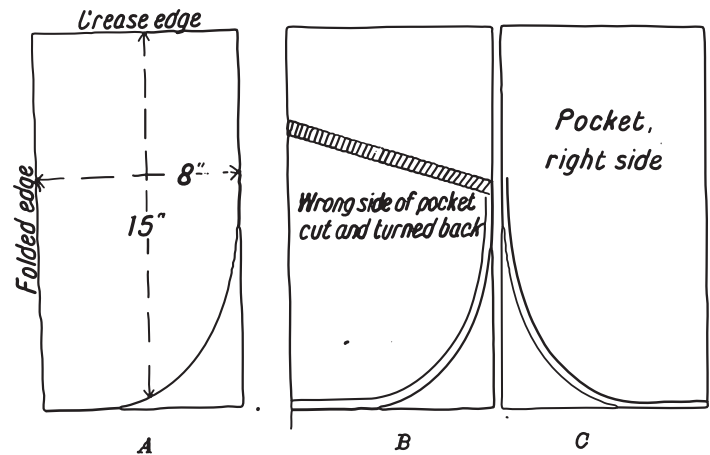 Crease edge
Folded edge
8"
15"
Wrong side of pocket
cut and turned back
Pocket,
right side
A
B
C